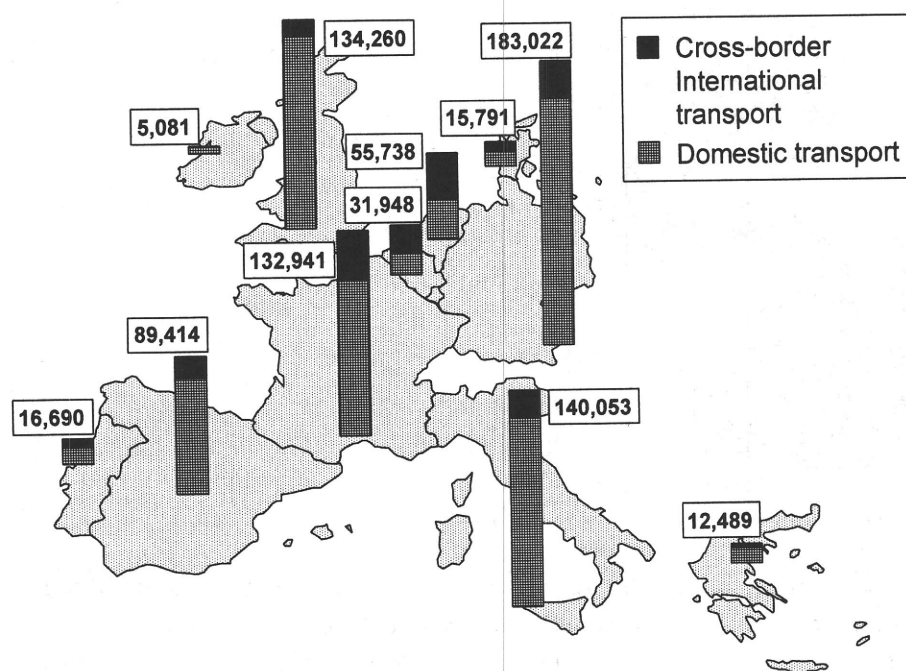 134,260
183,022
Cross-border
International
transport
Domestic transport
5,081
15,791
55,738
31,948
132,941
89,414
16,690
140,053
12,489